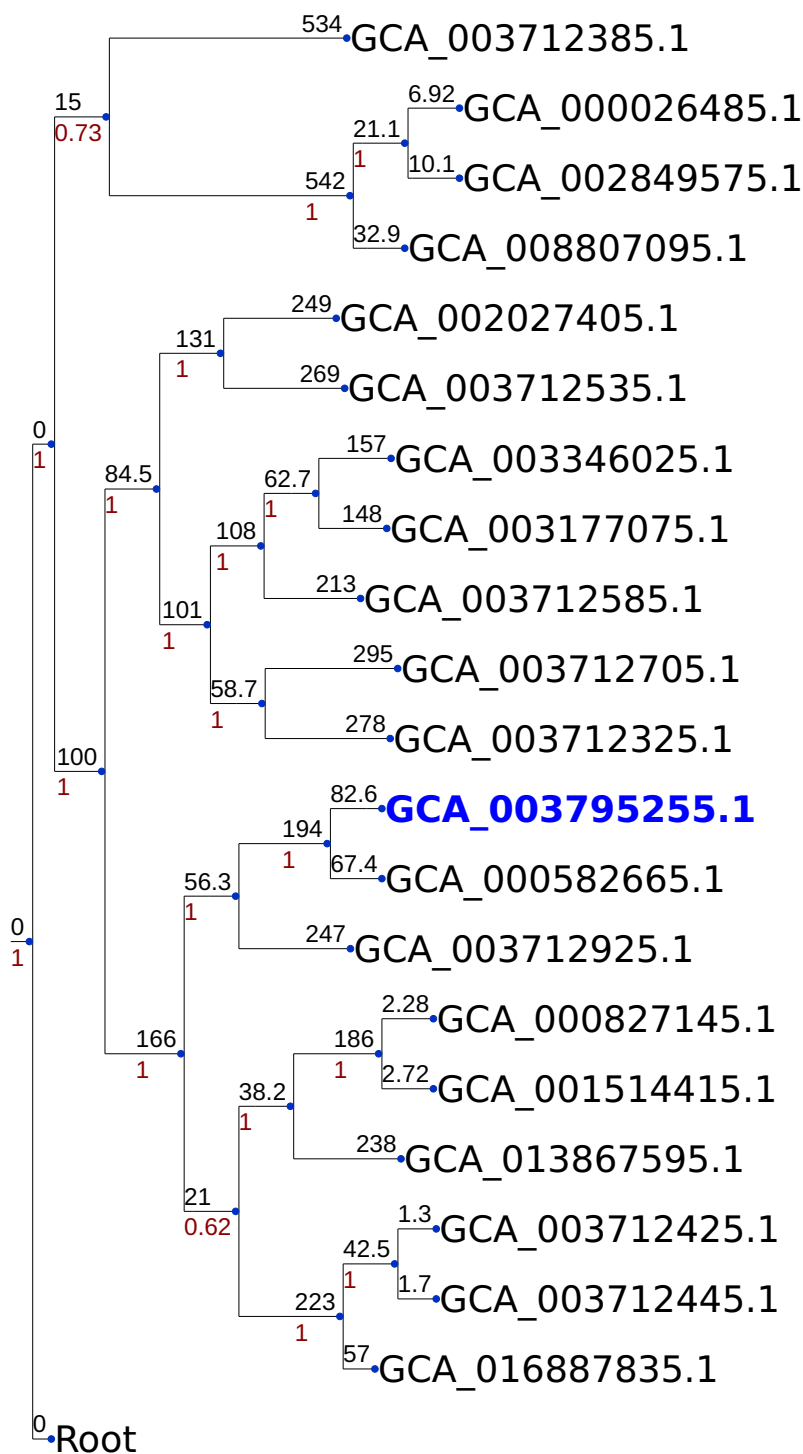 534
GCA_003712385.1
15
0.73
6.92
GCA_000026485.1
21.1
1
10.1
GCA_002849575.1
542
1
32.9
GCA_008807095.1
249
GCA_002027405.1
131
1
269
GCA_003712535.1
0
1
84.5
1
157
GCA_003346025.1
62.7
1
148
GCA_003177075.1
108
1
213
GCA_003712585.1
101
1
295
GCA_003712705.1
58.7
1
278
GCA_003712325.1
100
1
82.6
GCA_003795255.1
194
1
67.4
GCA_000582665.1
56.3
1
247
GCA_003712925.1
0
1
2.28
GCA_000827145.1
186
1
2.72
GCA_001514415.1
166
1
38.2
1
238
GCA_013867595.1
21
0.62
1.3
GCA_003712425.1
42.5
1
1.7
GCA_003712445.1
223
1
57
GCA_016887835.1
0
Root